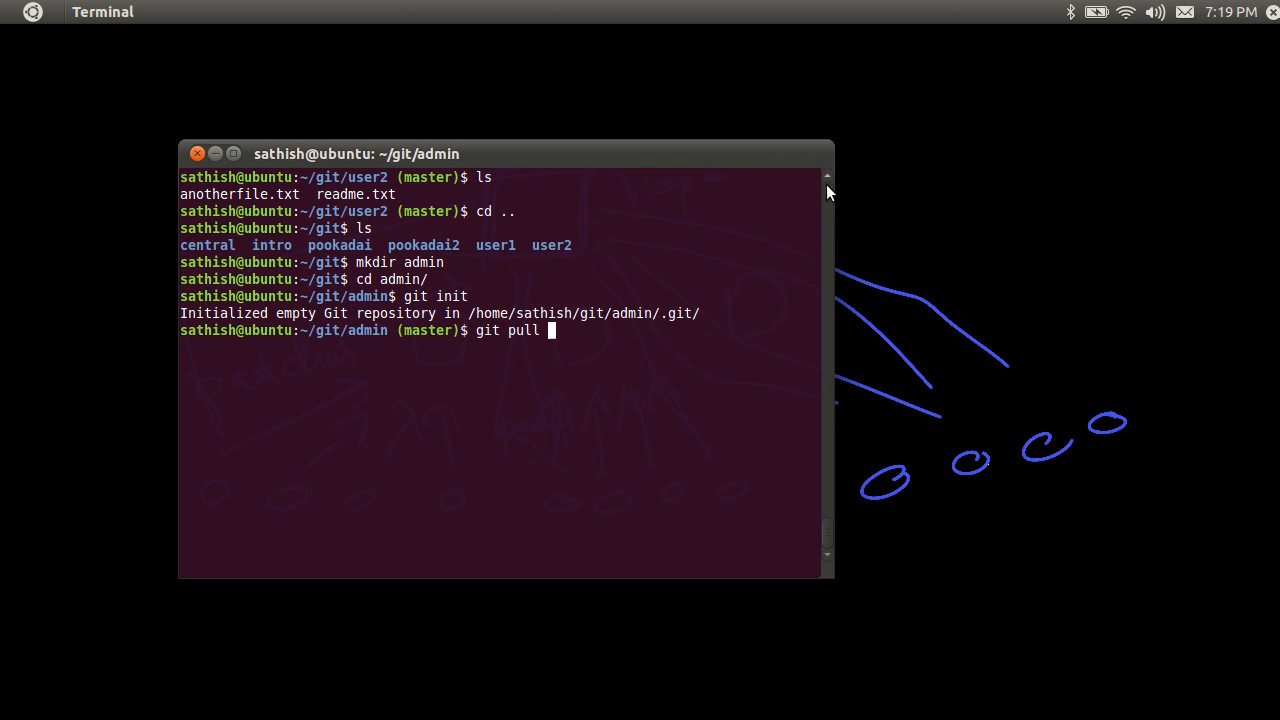 Terminal
7:19 PM
sathish@ubuntu: ~/git/admin
sathish@ubuntu:~/git/user2 (master)$ ls
anotherfile.txt  readme.txt
sathish@ubuntu:~/git/user2 (master)$ cd ..
sathish@ubuntu:~/git$ ls
central  intro  pookadai  pookadai2  user1  user2
sathish@ubuntu:~/git$ mkdir admin
sathish@ubuntu:~/git$ cd admin/
sathish@ubuntu:~/git/admin$ git init
Initialized empty Git repository in /home/sathish/git/admin/.git/
sathish@ubuntu:~/git/admin (master)$ git pull
patches